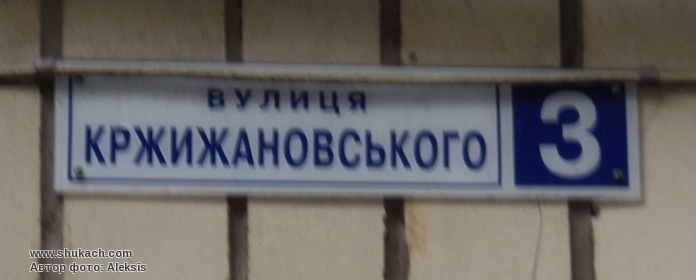 ВУЛИЦЯ
КРЖИЖАНОВСЬКОГО
3
www.shukach.com
Автор фото: Aleksis